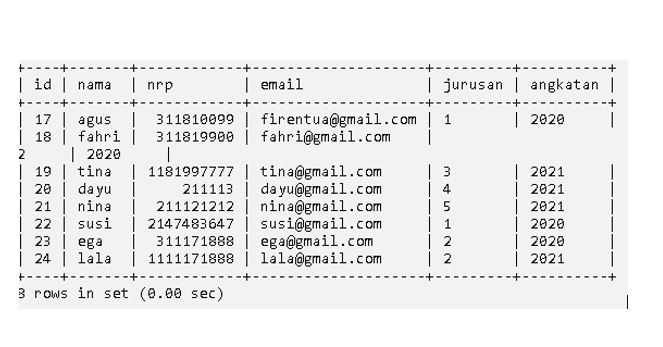 +----+-------+------------+--------------------+---------+----------+
| id | nama  | nrp        | email              | jurusan | angkatan |
+----+-------+------------+--------------------+---------+----------+
| 17 | agus  |  311810099 | firentua@gmail.com | 1       | 2020     |
| 18 | fahri |  311819900 | fahri@gmail.com    |
2      | 2020     |
| 19 | tina  | 1181997777 | tina@gmail.com     | 3       | 2021     |
| 20 | dayu  |     211113 | dayu@gmail.com     | 4       | 2021     |
| 21 | nina  |  211121212 | nina@gmail.com     | 5       | 2021     |
| 22 | susi  | 2147483647 | susi@gmail.com     | 1       | 2020     |
| 23 | ega   |  311171888 | ega@gmail.com      | 2       | 2020     |
| 24 | lala  | 1111171888 | lala@gmail.com     | 2       | 2021     |
+----+-------+------------+--------------------+---------+----------+
8 rows in set (0.00 sec)